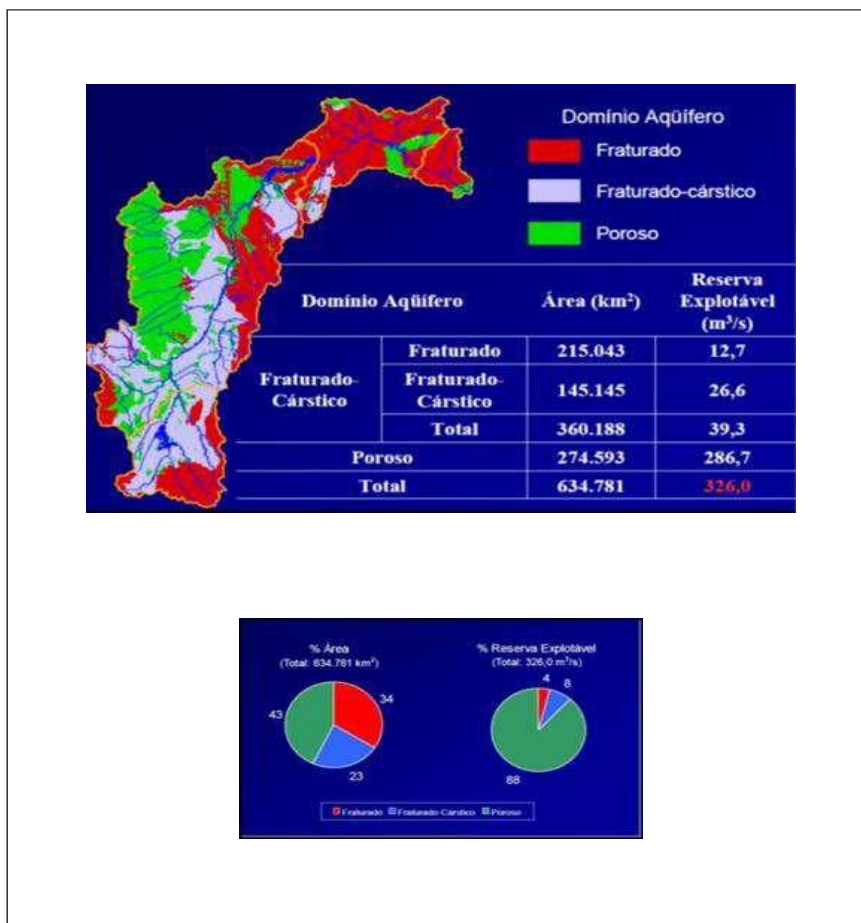 Domínio Aqüífero
Fraturado
Fraturado-cárstico
Poroso
Domínio Aqüífero Área (km²) Reserva Explotável (m³/s)
Fraturado-Cárstico Fraturado 215.043 12,7
Fraturado-Cárstico 145.145 26,6
Total 360.188 39,3
Poroso 274.593 286,7
Total 634.781 326,0
% Área
(Total: 634.781 km²)
43
34
23
% Reserva Explotável
(Total: 326,0 m³/s)
4
8
88
Fraturado Fraturado-Cárstico Poroso